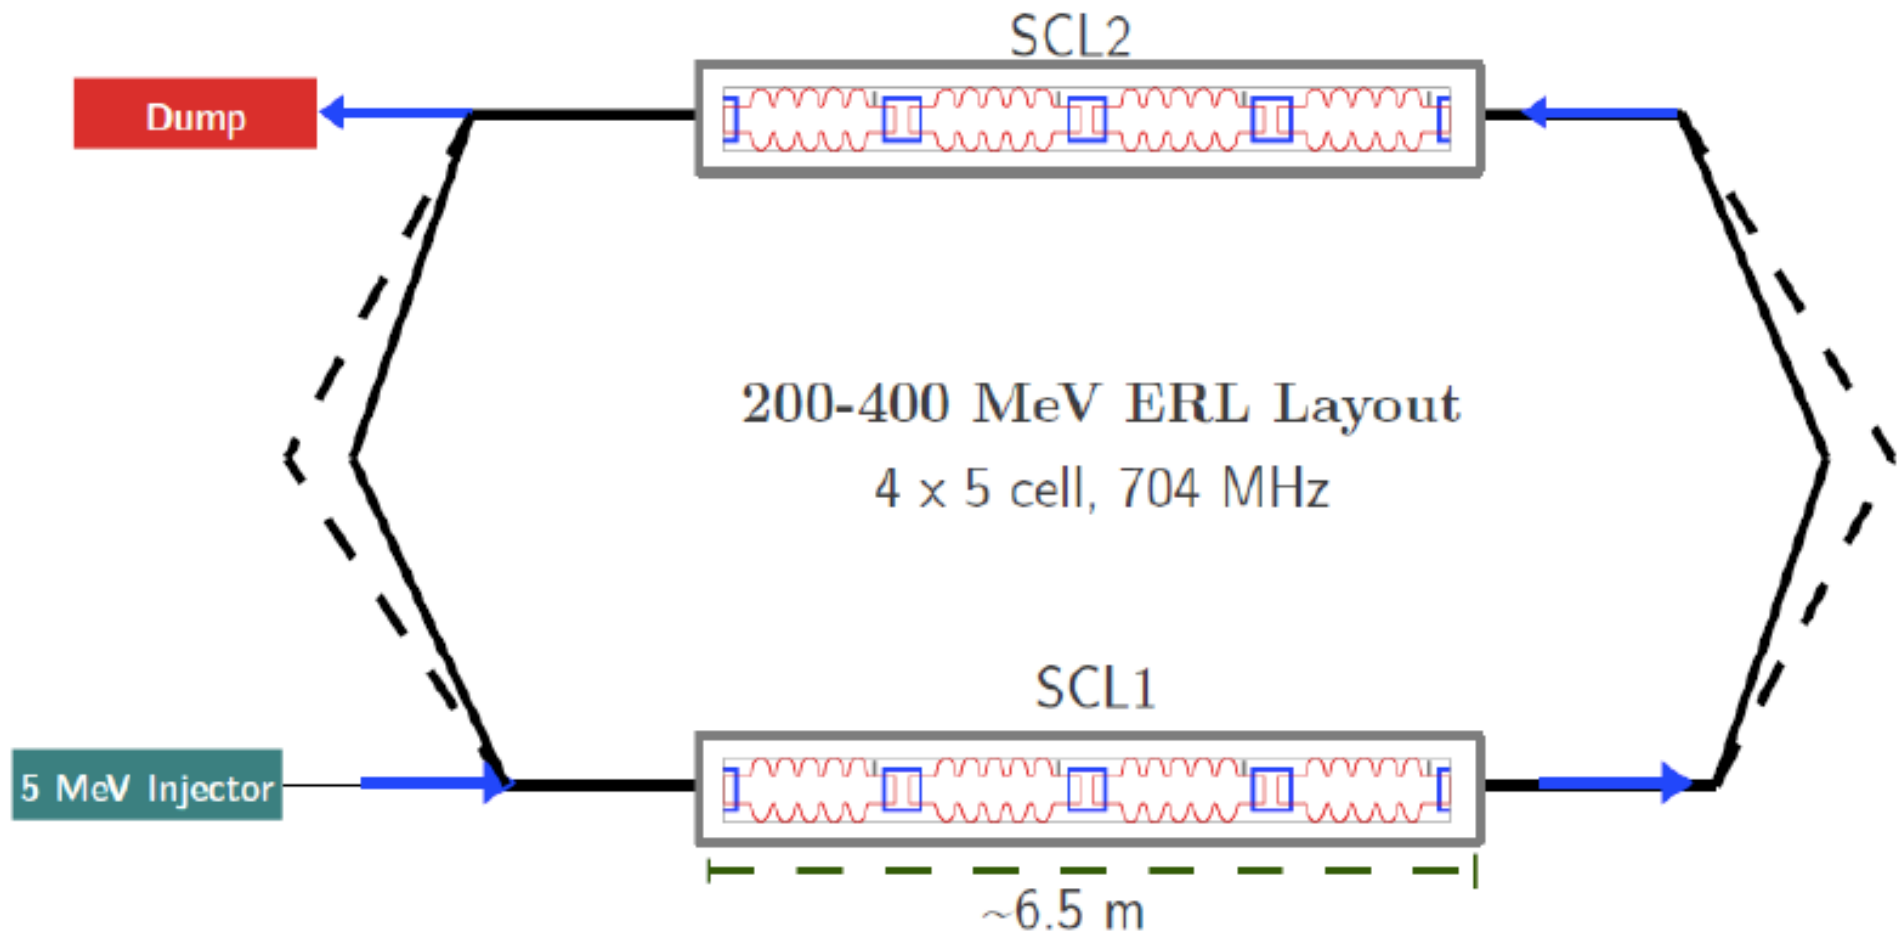 SCL2
Dump
200-400 MeV ERL Layout
4 x 5 cell, 704 MHz
SCL1
5 MeV Injector
~6.5 m